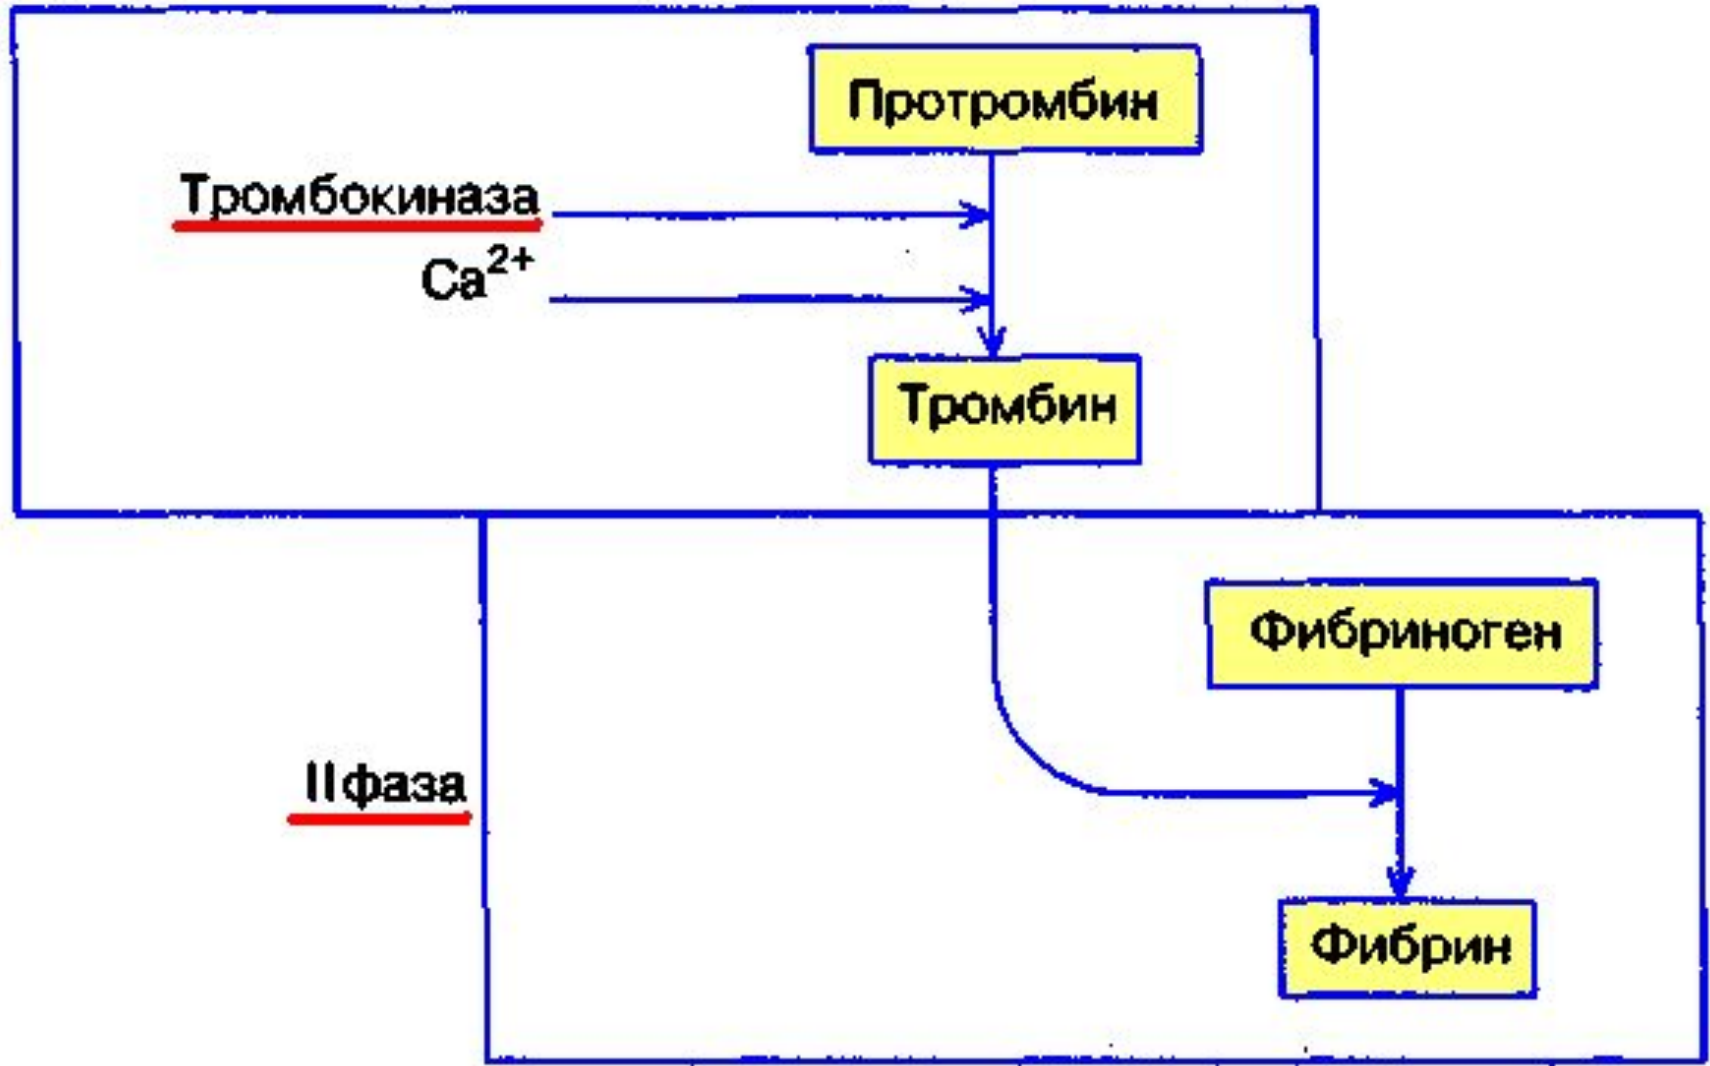 Протромбин
Тромбокиназа
Ca²⁺
Тромбин
Фибриноген
II фаза
Фибрин